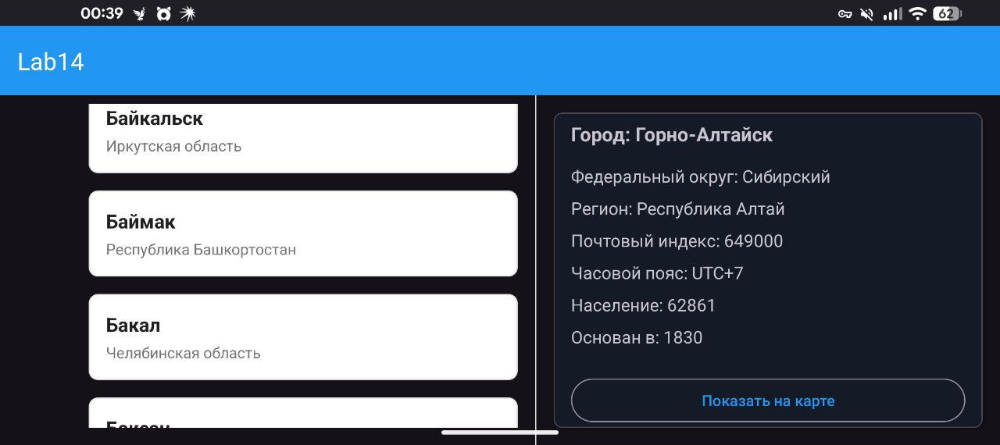 00:39
62
Lab14
Байкальск
Иркутская область
Баймак
Республика Башкортостан
Бакал
Челябинская область
Баксан
Город: Горно-Алтайск
Федеральный округ: Сибирский
Регион: Республика Алтай
Почтовый индекс: 649000
Часовой пояс: UTC+7
Население: 62861
Основан в: 1830
Показать на карте